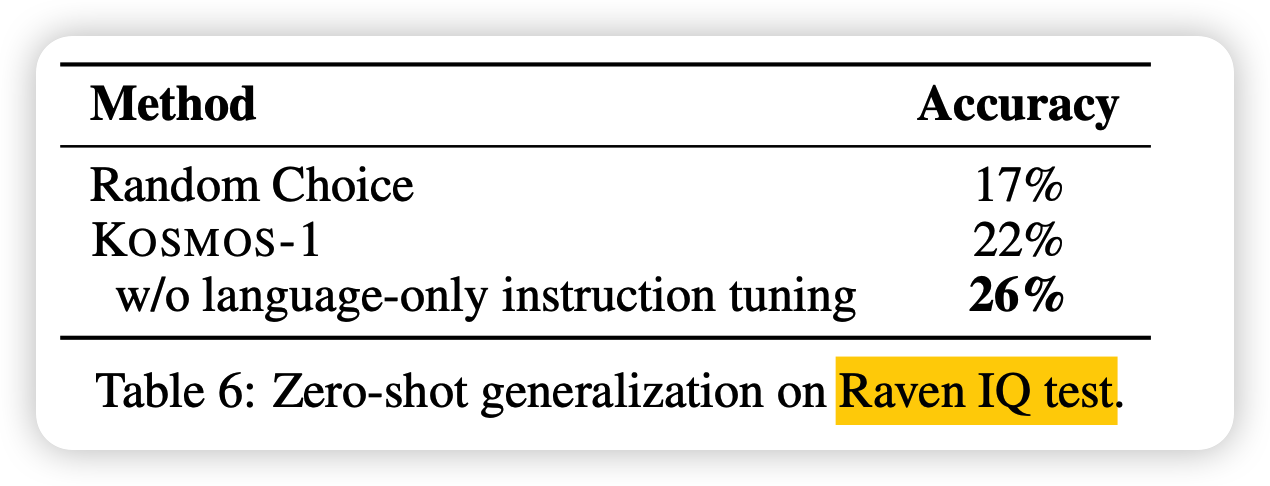 Method Accuracy
Random Choice 17%
KOSMOS-1 22%
w/o language-only instruction tuning 26%
Table 6: Zero-shot generalization on Raven IQ test.